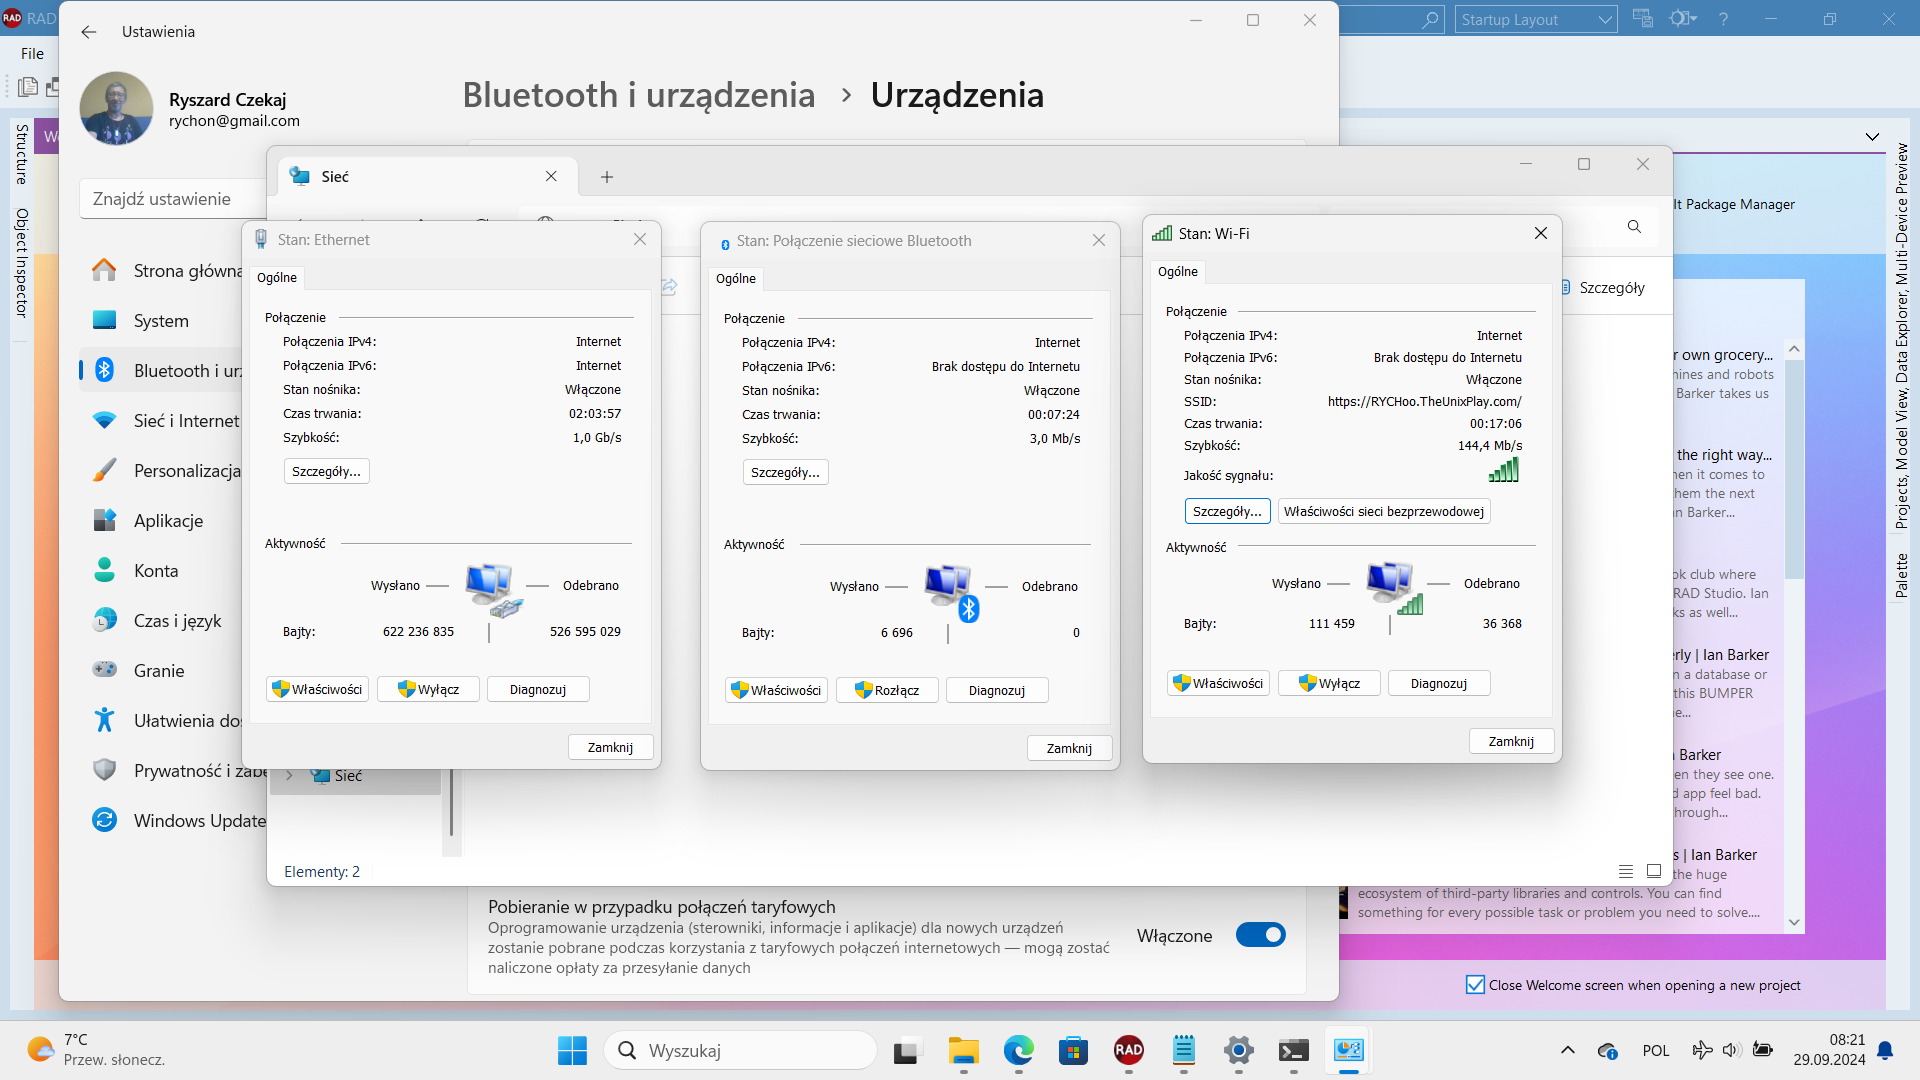 RAD
Startup Layout
?
File
Structure
Object Inspector
Ustawienia
Ryszard Czekaj
rychon@gmail.com
Znajdź ustawienie
Strona główna
System
Bluetooth i
Sieć i Internet
Personalizacja
Aplikacje
Konta
Czas i język
Granie
Ułatwienia
Prywatność i
Windows Update
Bluetooth i urządzenia › Urządzenia
Sieć
Szczegóły
Sieć
Elementy: 2
Stan: Ethernet
Ogólne
Połączenie
Połączenia IPv4: Internet
Połączenia IPv6: Internet
Stan nośnika: Włączone
Czas trwania: 02:03:57
Szybkość: 1,0 Gb/s
Szczegóły...
Aktywność
Wysłano Odebrano
Bajty: 622 236 835 526 595 029
Właściwości Wyłącz Diagnozuj
Zamknij
Stan: Połączenie sieciowe Bluetooth
Ogólne
Połączenie
Połączenia IPv4: Internet
Połączenia IPv6: Brak dostępu do Internetu
Stan nośnika: Włączone
Czas trwania: 00:07:24
Szybkość: 3,0 Mb/s
Szczegóły...
Aktywność
Wysłano Odebrano
Bajty: 6 696 0
Właściwości Rozłącz Diagnozuj
Zamknij
Stan: Wi-Fi
Ogólne
Połączenie
Połączenia IPv4: Internet
Połączenia IPv6: Brak dostępu do Internetu
Stan nośnika: Włączone
SSID: https://RYCHoo.TheUnixPlay.com/
Czas trwania: 00:17:06
Szybkość: 144,4 Mb/s
Jakość sygnału:
Szczegóły... Właściwości sieci bezprzewodowej
Aktywność
Wysłano Odebrano
Bajty: 111 459 36 368
Właściwości Wyłącz Diagnozuj
Zamknij
Pobieranie w przypadku połączeń taryfowych
Oprogramowanie urządzenia (sterowniki, informacje i aplikacje) dla nowych urządzeń
zostanie pobrane podczas korzystania z taryfowych połączeń internetowych — mogą zostać
naliczone opłaty za przesyłanie danych
Włączone
It Package Manager
r own grocery...
hines and robots
Barker takes us
the right way...
hen it comes to
hem the next
n Barker...
ok club where
RAD Studio. Ian
ks as well...
rly | Ian Barker
n a database or
this BUMPER
e...
Barker
en they see one.
d app feel bad.
hrough...
s | Ian Barker
the huge
ecosystem of third-party libraries and controls. You can find
something for every possible task or problem you need to solve....
Close Welcome screen when opening a new project
Projects, Model View, Data Explorer, Multi-Device Preview
Palette
7°C
Przew. słonecz.
Wyszukaj
RAD
POL
08:21
29.09.2024